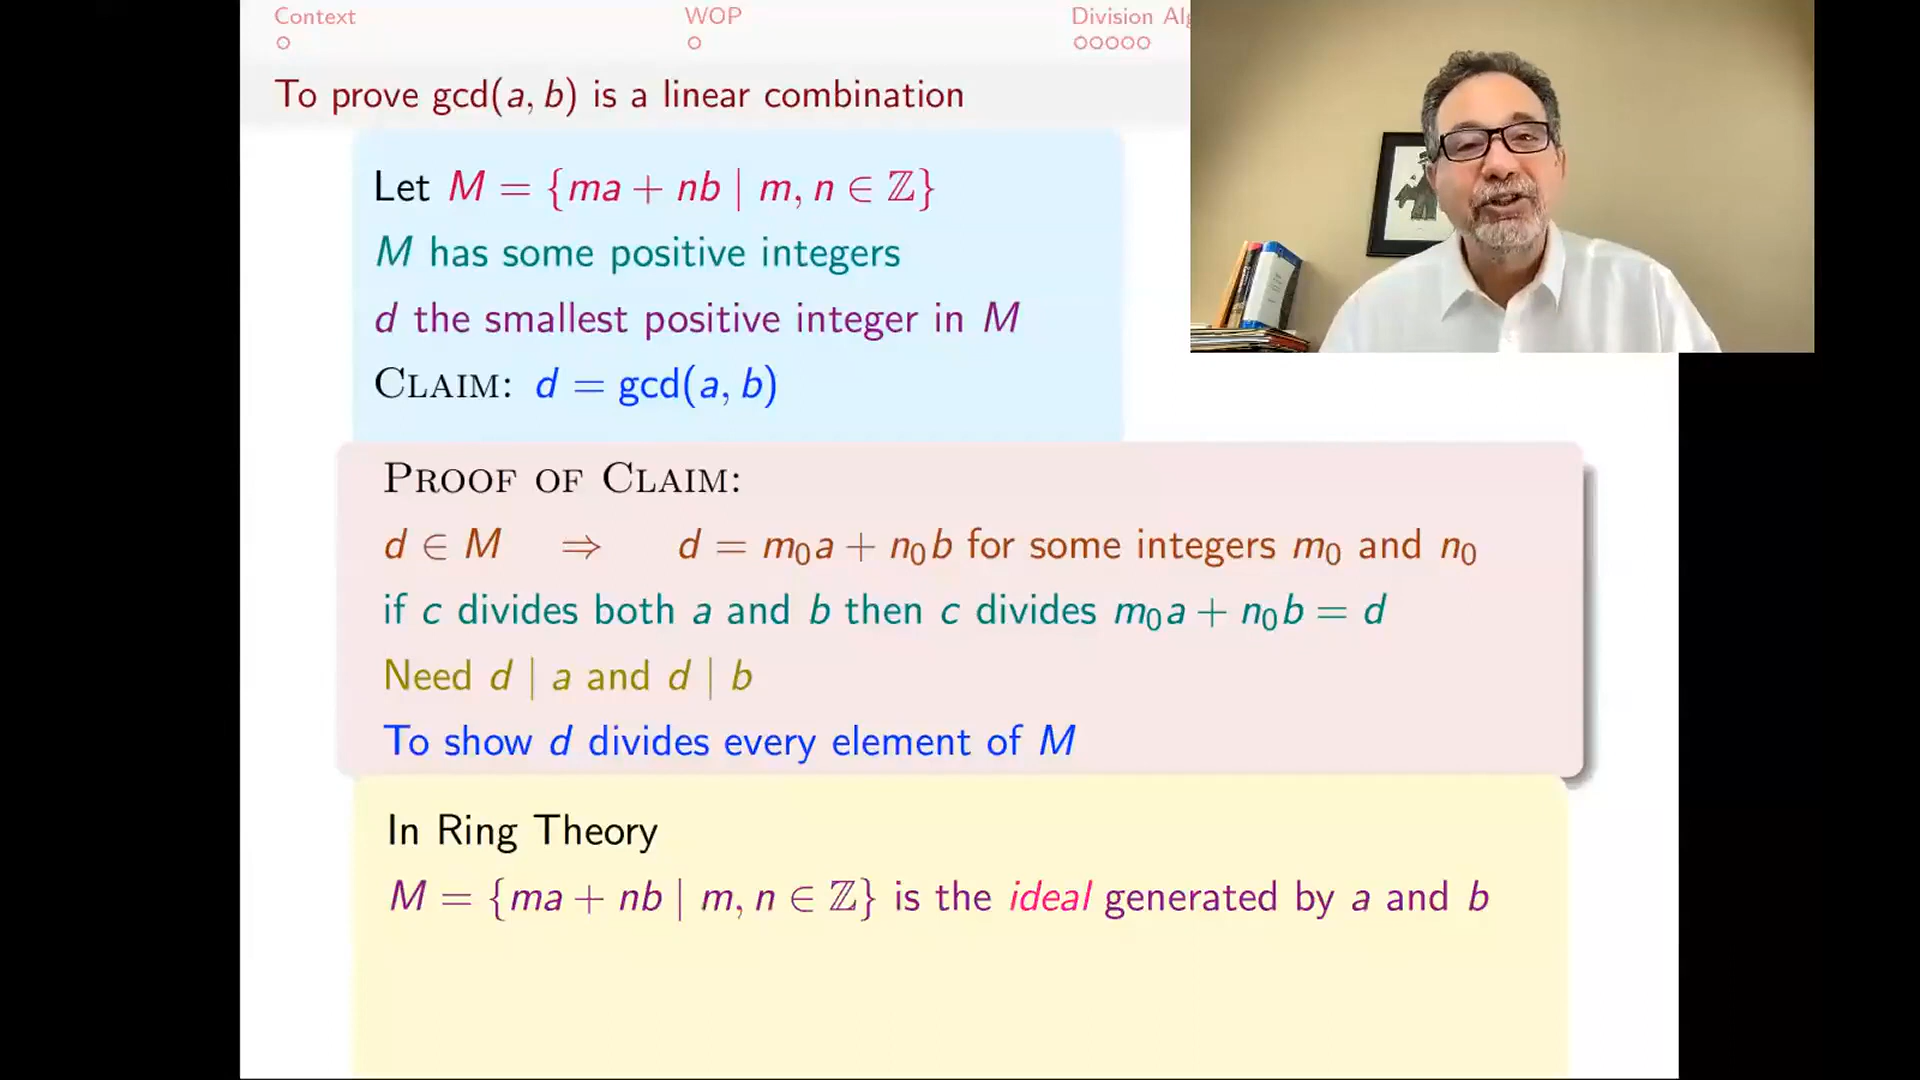 Context
WOP
Division Alg
To prove gcd(a, b) is a linear combination
Let M = {ma + nb | m, n ∈ ℤ}
M has some positive integers
d the smallest positive integer in M
CLAIM: d = gcd(a, b)
PROOF OF CLAIM:
d ∈ M ⇒ d = m₀a + n₀b for some integers m₀ and n₀
if c divides both a and b then c divides m₀a + n₀b = d
Need d | a and d | b
To show d divides every element of M
In Ring Theory
M = {ma + nb | m, n ∈ ℤ} is the ideal generated by a and b